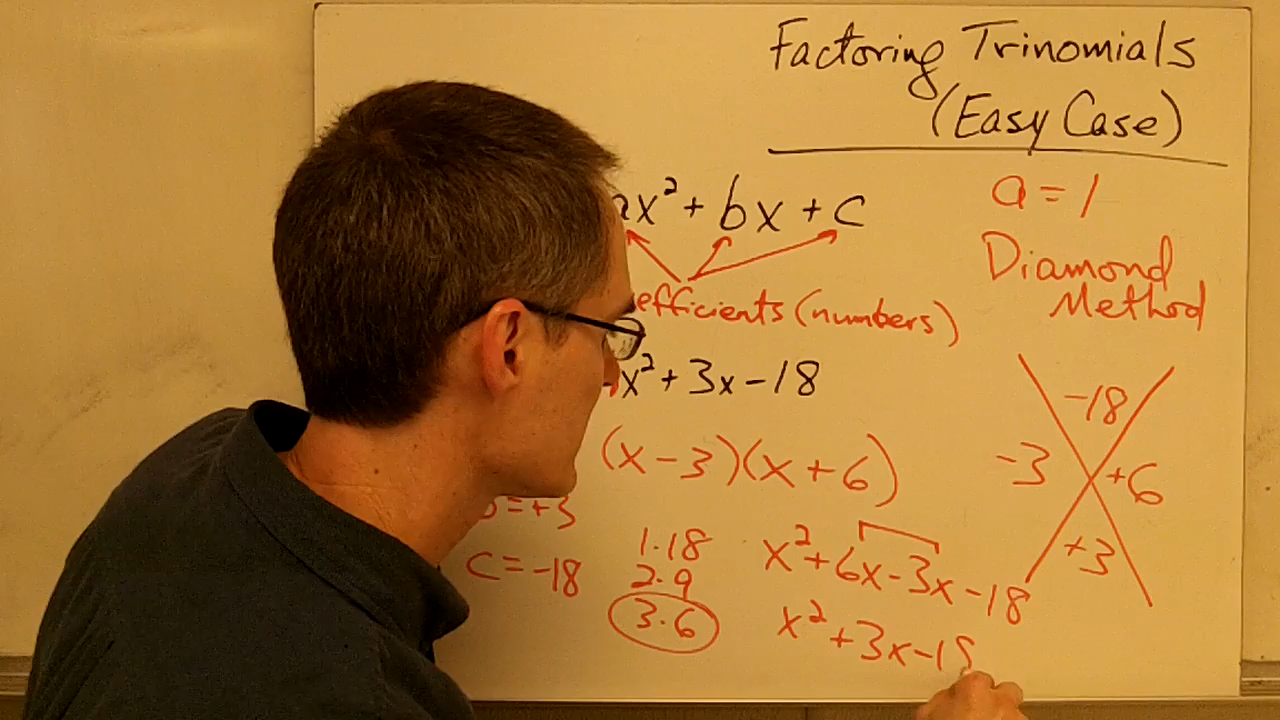 Factoring Trinomials
(Easy Case)
ax² + bx + c
a = 1
Diamond
Method
efficients (numbers)
x² + 3x - 18
-18
-3 +6
+3
(x - 3)(x + 6)
b = +3
c = -18
1·18
2·9
3·6
x² + 6x - 3x - 18
x² + 3x - 18